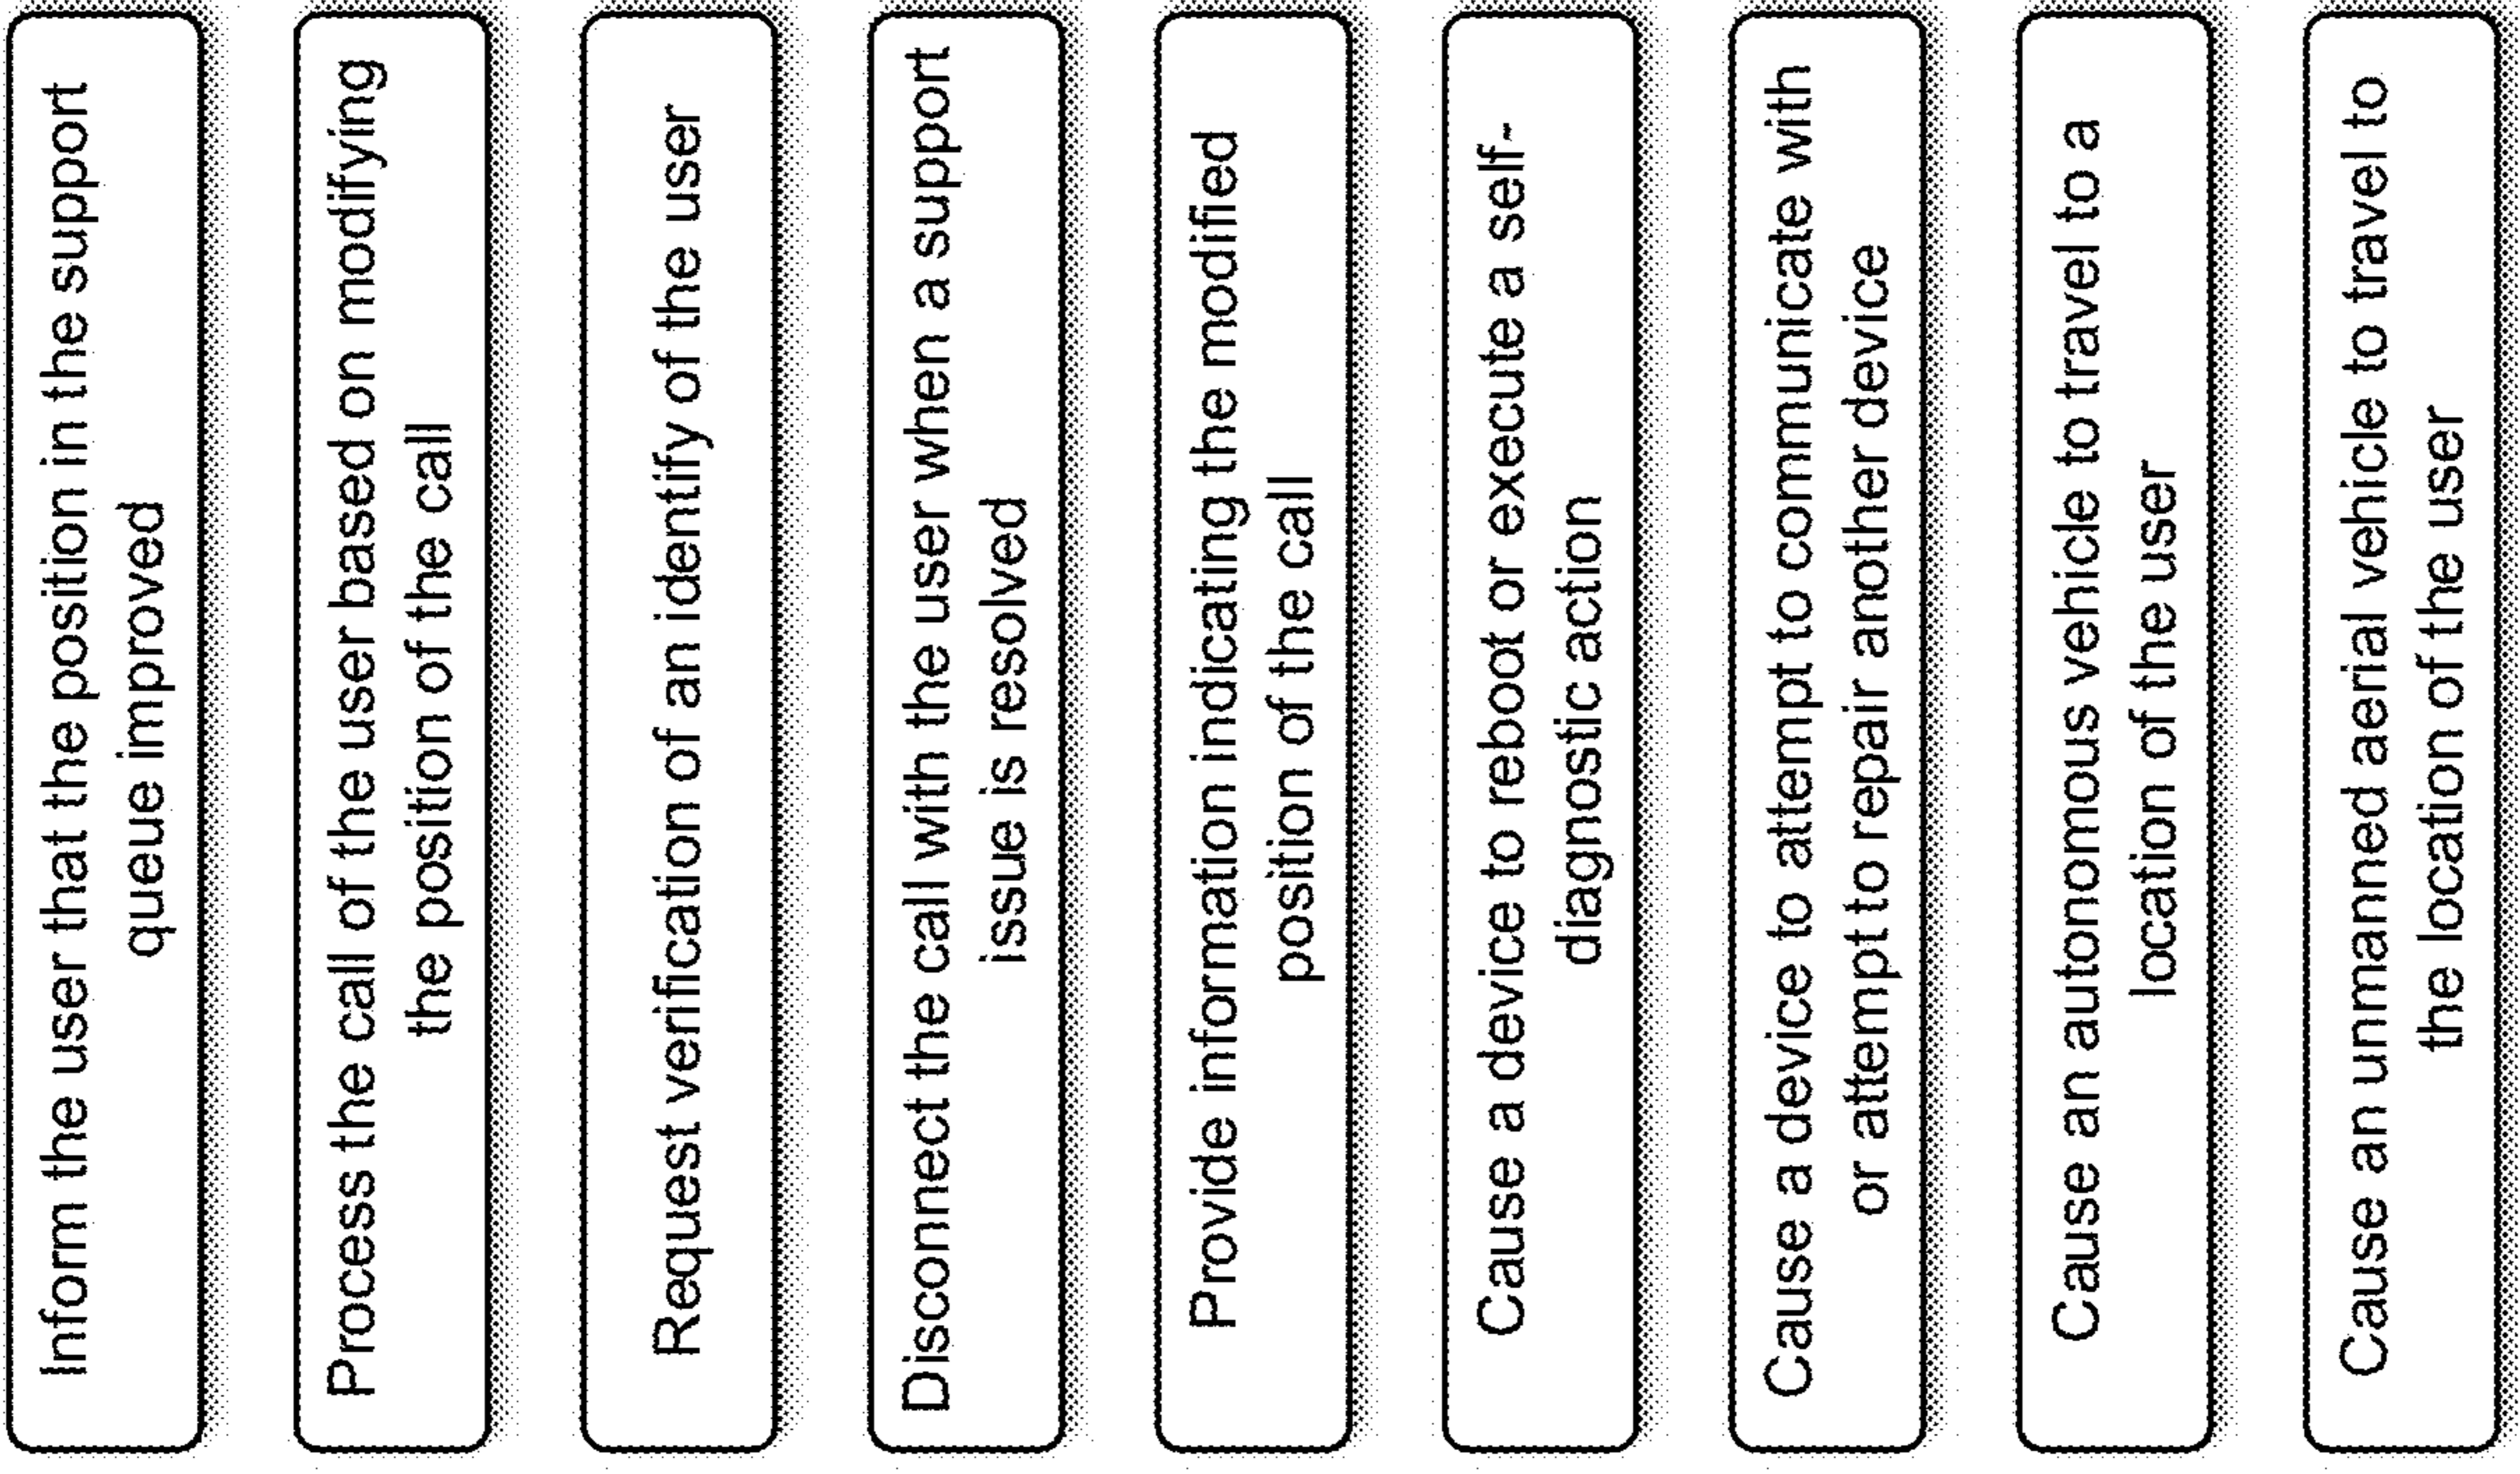 Inform the user that the position in the support
queue improved
Process the call of the user based on modifying
the position of the call
Request verification of an identify of the user
Disconnect the call with the user when a support
issue is resolved
Provide information indicating the modified
position of the call
Cause a device to reboot or execute a self-
diagnostic action
Cause a device to attempt to communicate with
or attempt to repair another device
Cause an autonomous vehicle to travel to a
location of the user
Cause an unmanned aerial vehicle to travel to
the location of the user